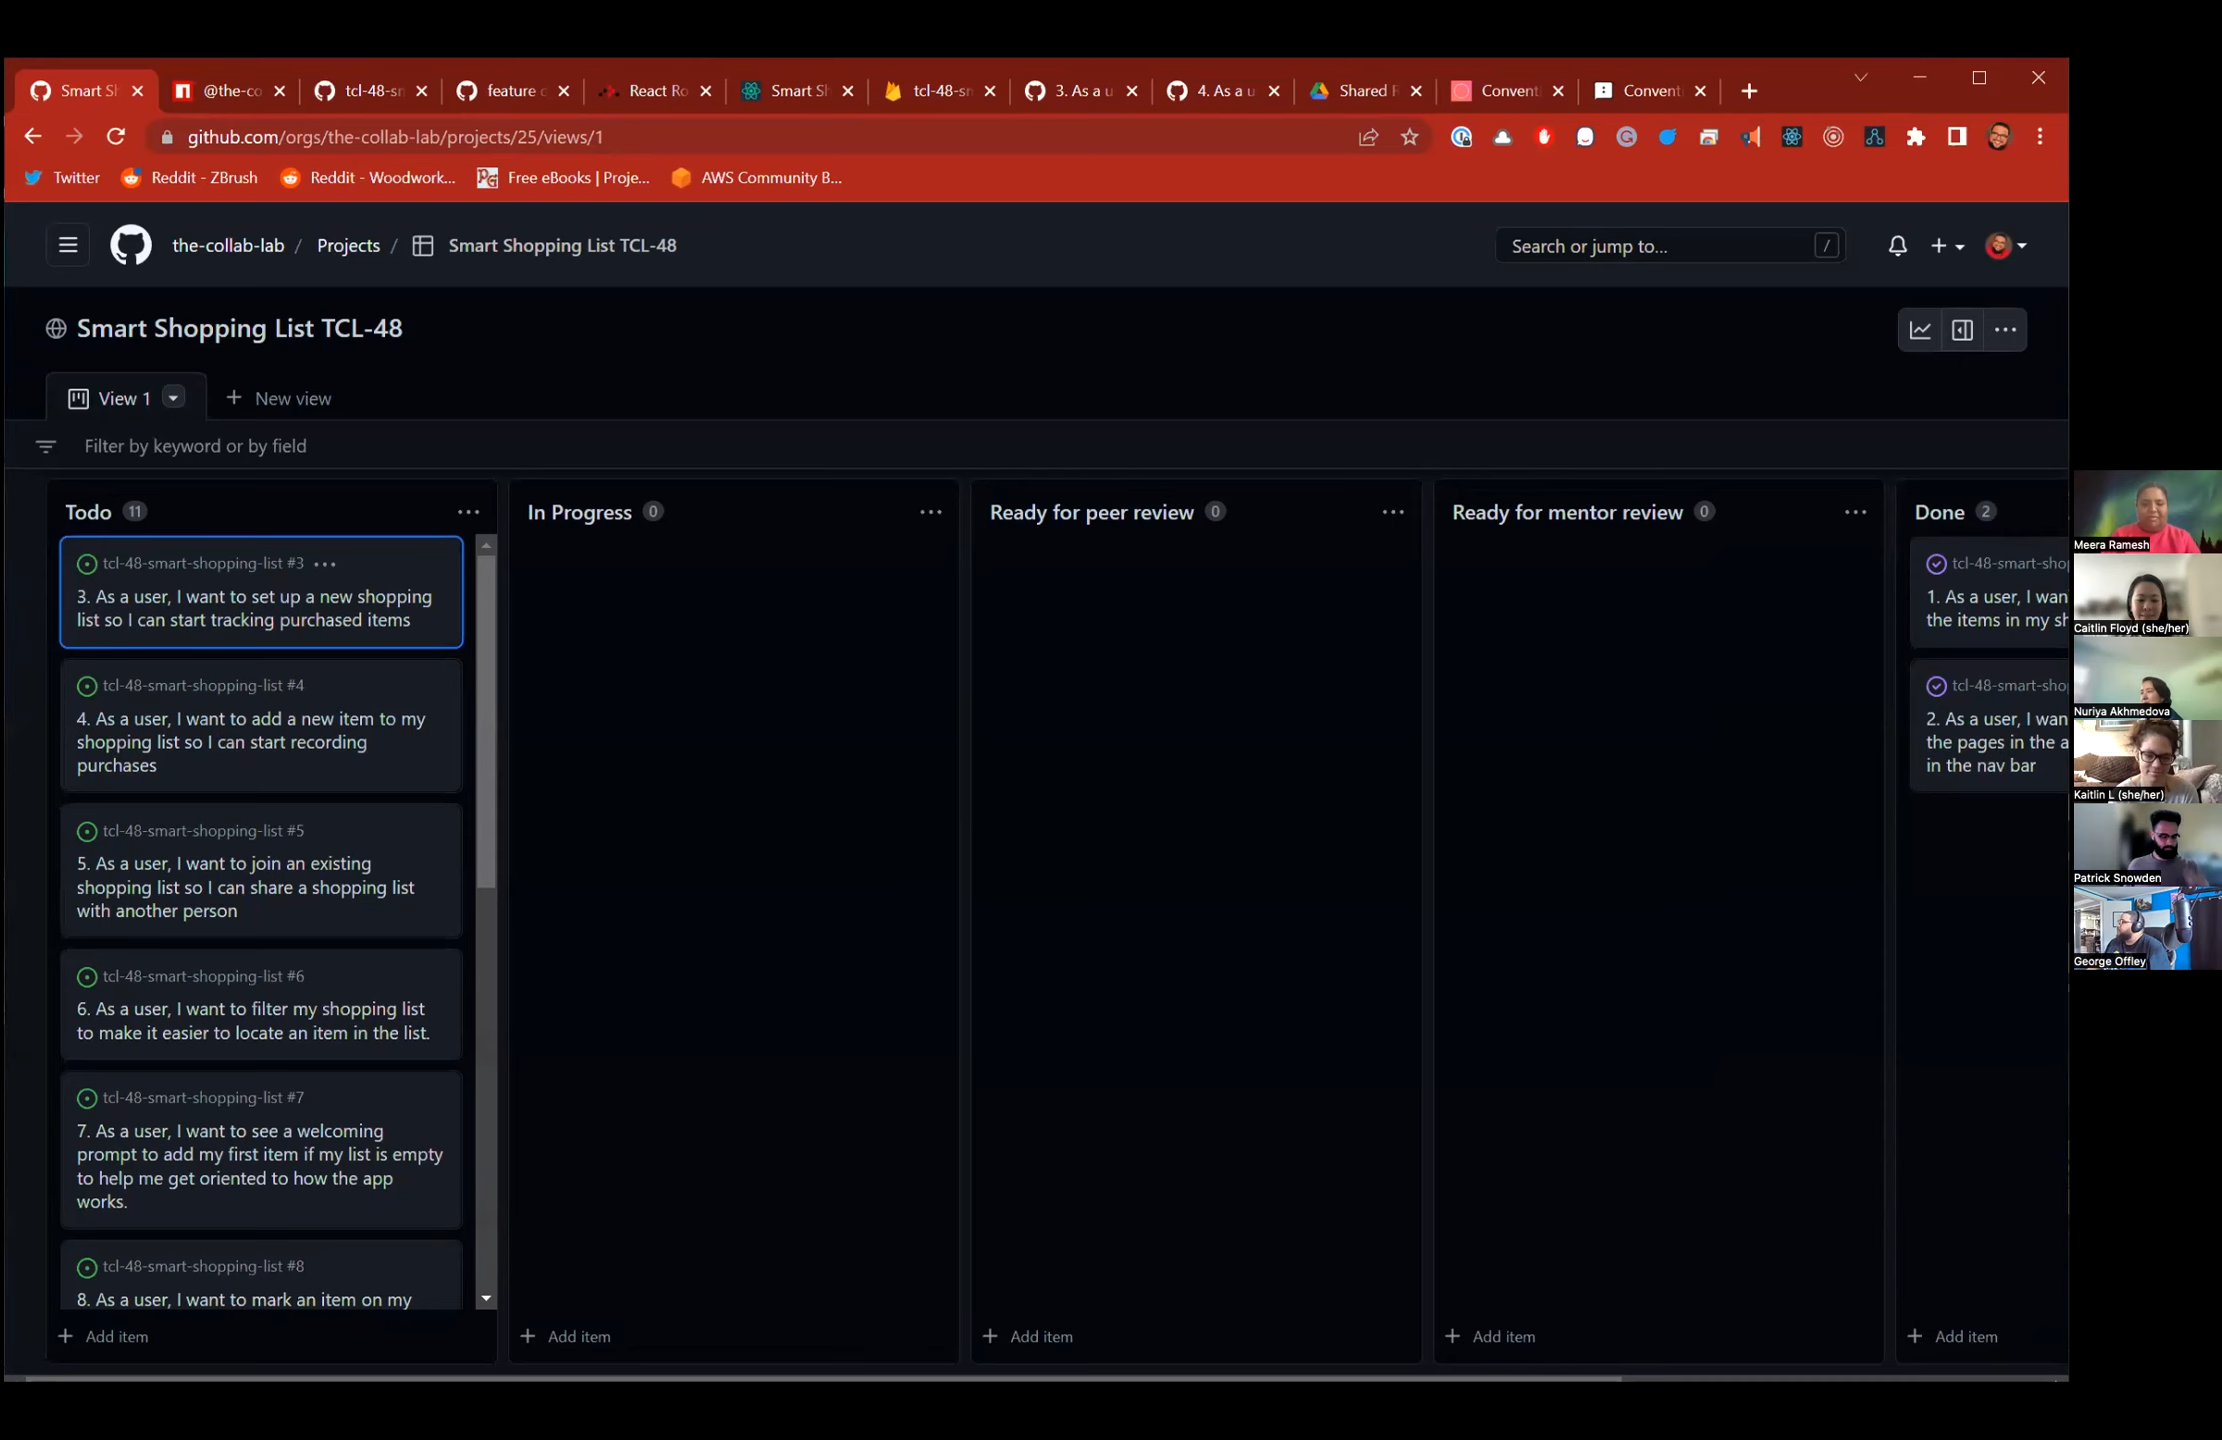 Smart Sh
@the-co
tcl-48-sm
feature c
React Ro
Smart Sh
tcl-48-sm
3. As a u
4. As a u
Shared F
Convent
Convent
github.com/orgs/the-collab-lab/projects/25/views/1
Twitter
Reddit - ZBrush
Reddit - Woodwork...
Free eBooks | Proje...
AWS Community B...
the-collab-lab / Projects / Smart Shopping List TCL-48
Search or jump to...
/
Smart Shopping List TCL-48
View 1
New view
Filter by keyword or by field
Todo 11
tcl-48-smart-shopping-list #3
3. As a user, I want to set up a new shopping
list so I can start tracking purchased items
tcl-48-smart-shopping-list #4
4. As a user, I want to add a new item to my
shopping list so I can start recording
purchases
tcl-48-smart-shopping-list #5
5. As a user, I want to join an existing
shopping list so I can share a shopping list
with another person
tcl-48-smart-shopping-list #6
6. As a user, I want to filter my shopping list
to make it easier to locate an item in the list.
tcl-48-smart-shopping-list #7
7. As a user, I want to see a welcoming
prompt to add my first item if my list is empty
to help me get oriented to how the app
works.
tcl-48-smart-shopping-list #8
8. As a user, I want to mark an item on my
Add item
In Progress 0
Add item
Ready for peer review 0
Add item
Ready for mentor review 0
Add item
Done 2
tcl-48-smart-shop
1. As a user, I wan
the items in my sh
tcl-48-smart-shop
2. As a user, I wan
the pages in the a
in the nav bar
Add item
Meera Ramesh
Caitlin Floyd (she/her)
Nuriya Akhmedova
Kaitlin L (she/her)
Patrick Snowden
George Offley